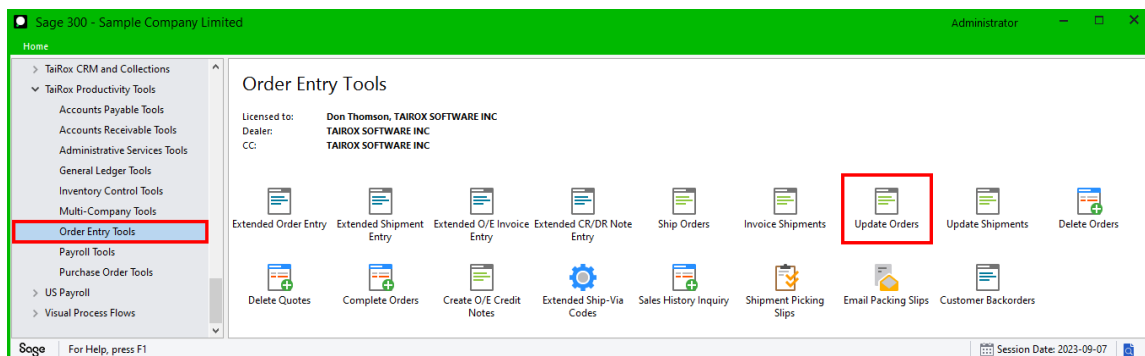 Sage 300 - Sample Company Limited
Administrator
Home
TaiRox CRM and Collections
TaiRox Productivity Tools
Accounts Payable Tools
Accounts Receivable Tools
Administrative Services Tools
General Ledger Tools
Inventory Control Tools
Multi-Company Tools
Order Entry Tools
Payroll Tools
Purchase Order Tools
US Payroll
Visual Process Flows
Order Entry Tools
Licensed to: Don Thomson, TAIROX SOFTWARE INC
Dealer: TAIROX SOFTWARE INC
CC: TAIROX SOFTWARE INC
Extended Order Entry
Extended Shipment
Entry
Extended O/E Invoice
Entry
Extended CR/DR Note
Entry
Ship Orders
Invoice Shipments
Update Orders
Update Shipments
Delete Orders
Delete Quotes
Complete Orders
Create O/E Credit
Notes
Extended Ship-Via
Codes
Sales History Inquiry
Shipment Picking
Slips
Email Packing Slips
Customer Backorders
Sage
For Help, press F1
Session Date: 2023-09-07